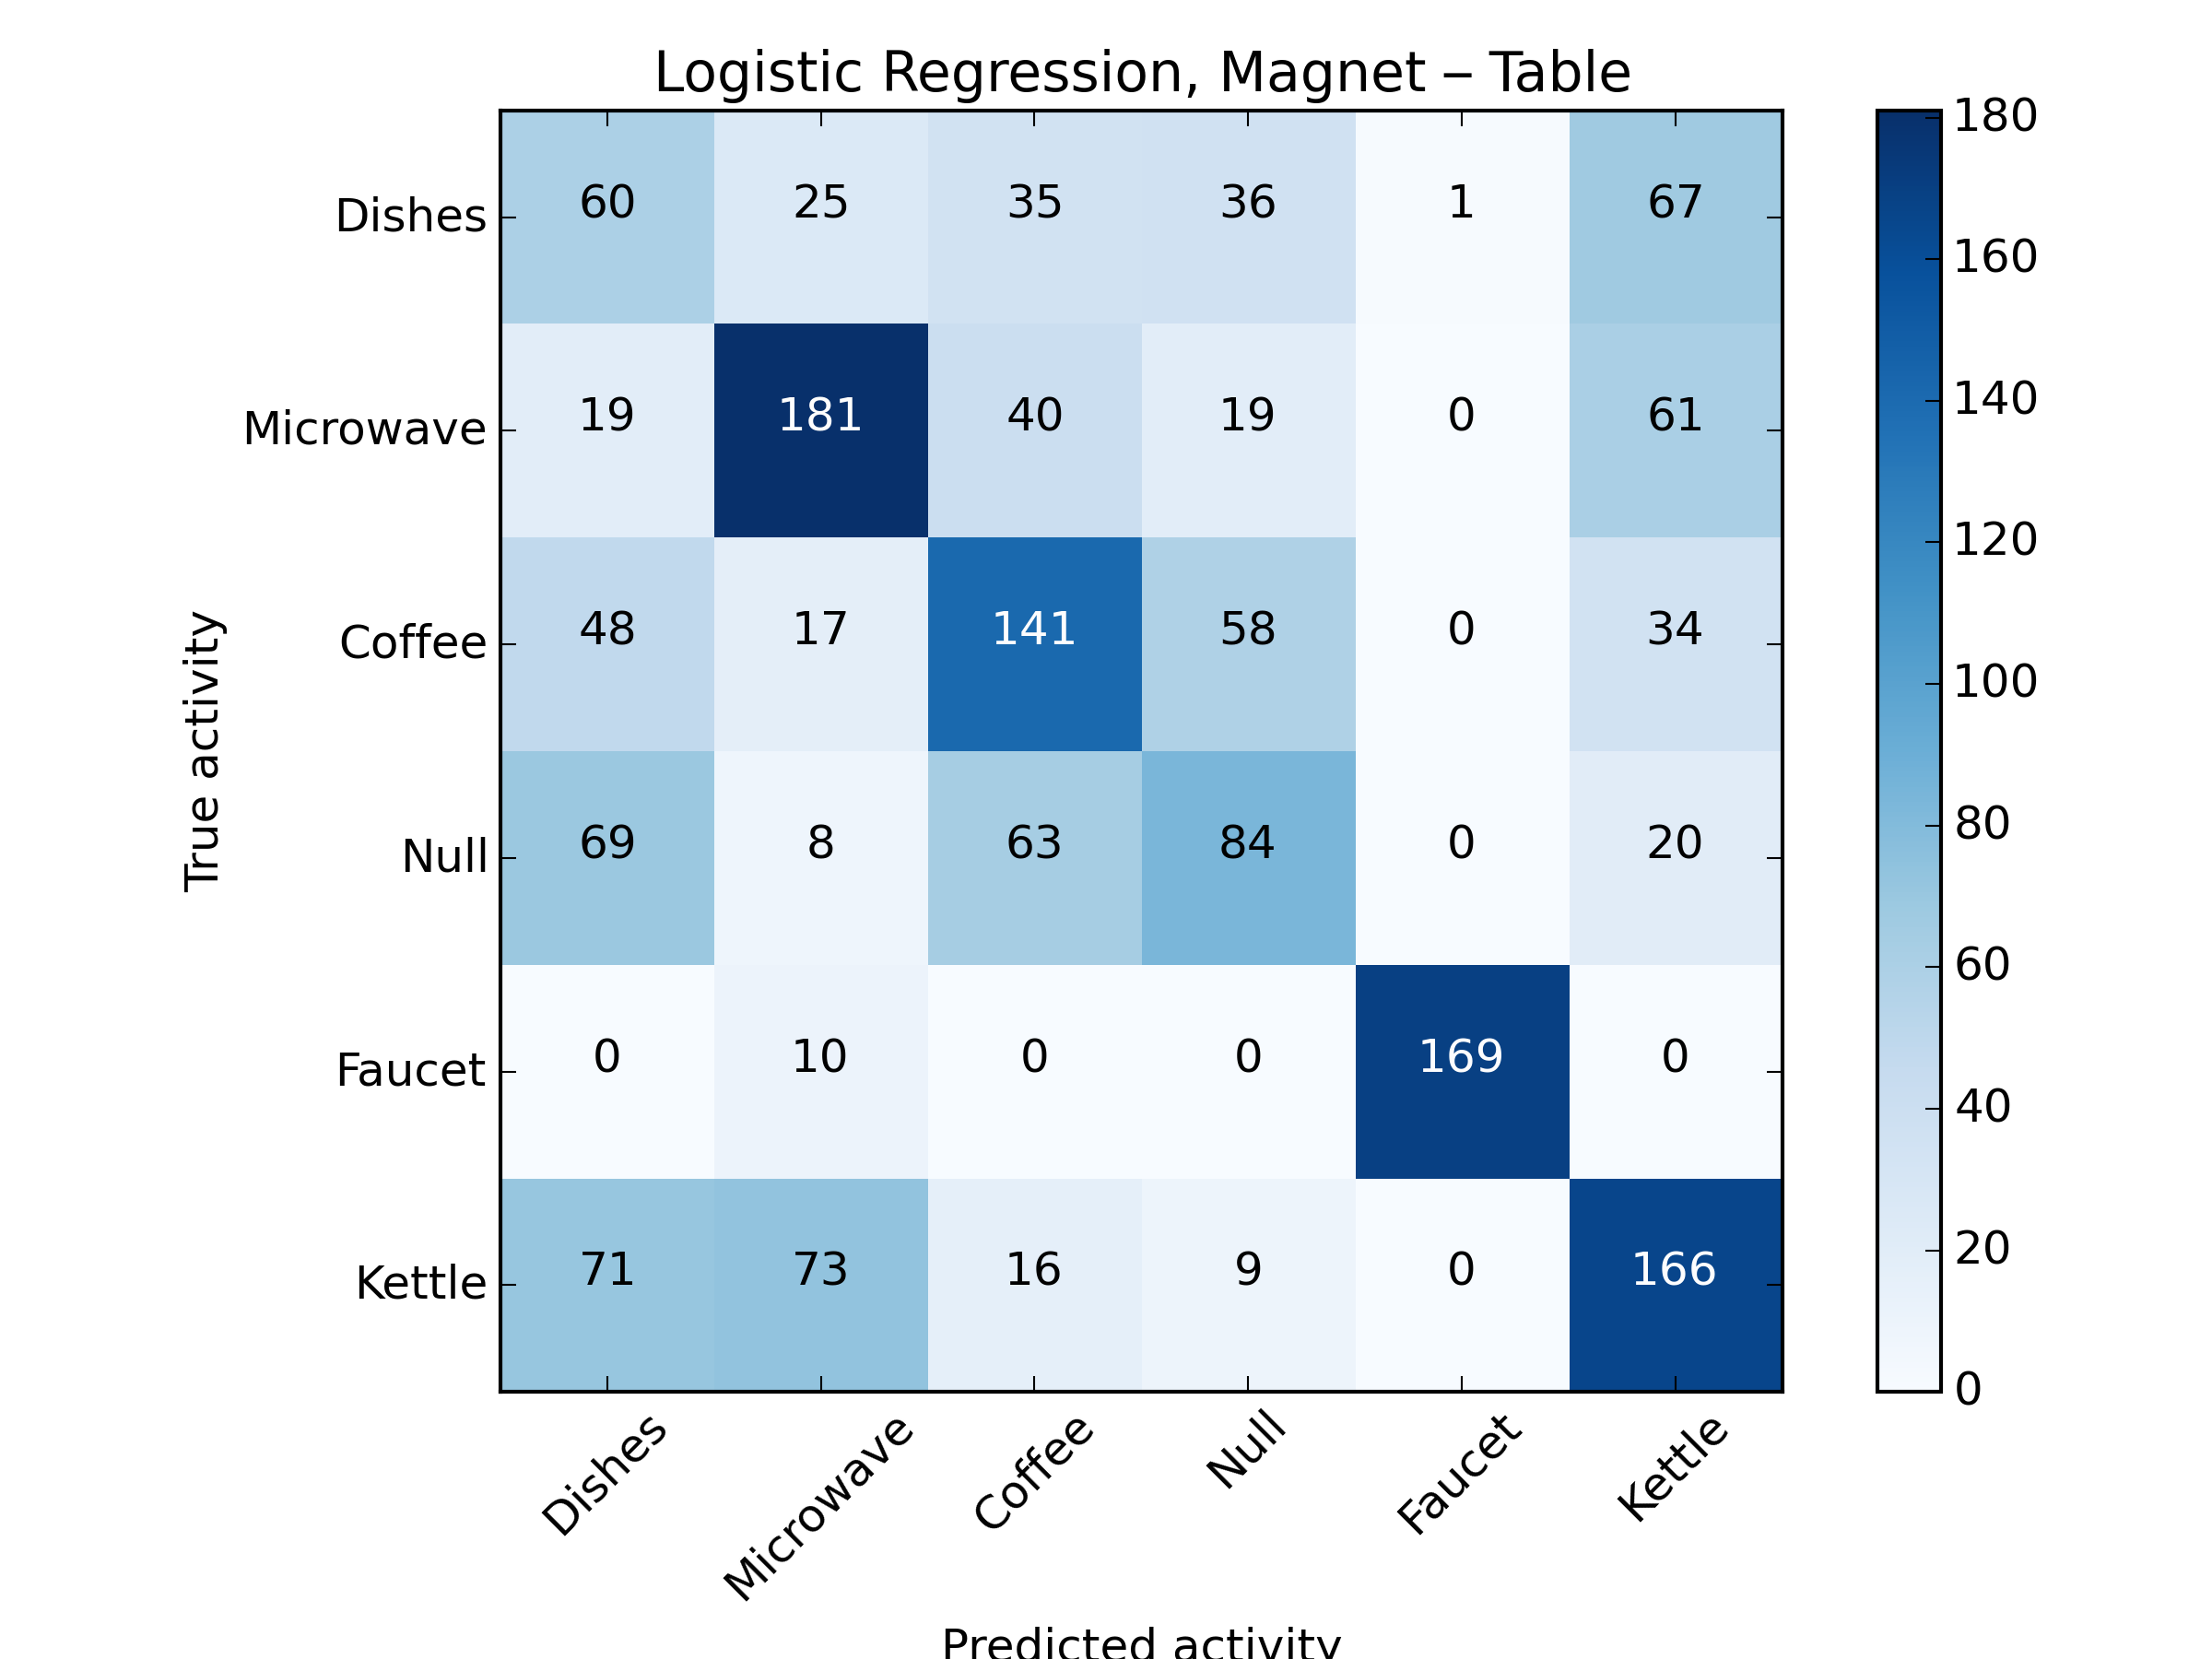 Logistic Regression, Magnet – Table
Dishes 60 25 35 36 1 67
Microwave 19 181 40 19 0 61
Coffee 48 17 141 58 0 34
Null 69 8 63 84 0 20
Faucet 0 10 0 0 169 0
Kettle 71 73 16 9 0 166
True activity
Dishes Microwave Coffee Null Faucet Kettle
Predicted activity
180
160
140
120
100
80
60
40
20
0